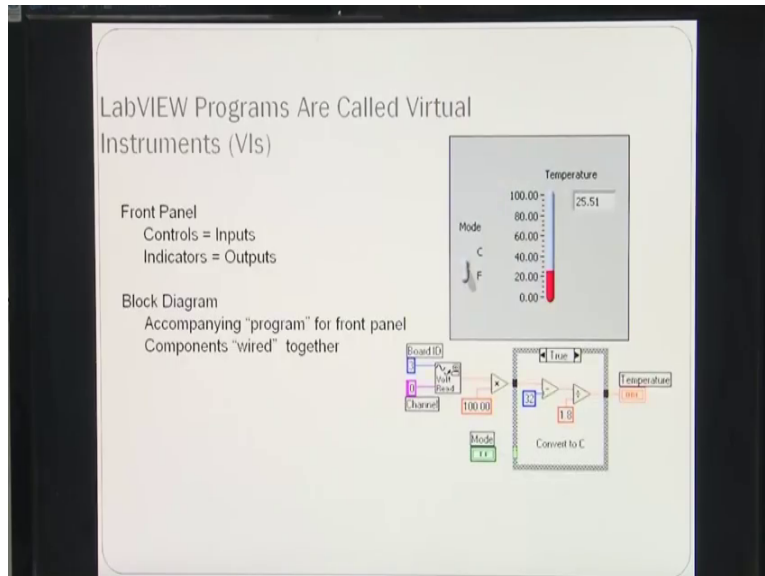 LabVIEW Programs Are Called Virtual
Instruments (VIs)
Front Panel
Controls = Inputs
Indicators = Outputs
Block Diagram
Accompanying "program" for front panel
Components "wired" together
Temperature
25.51
100.00
80.00
60.00
40.00
20.00
0.00
Mode
C
F
Board ID
Volt
Read
Channel
100.00
True
32
1.8
Convert to C
Temperature
Mode